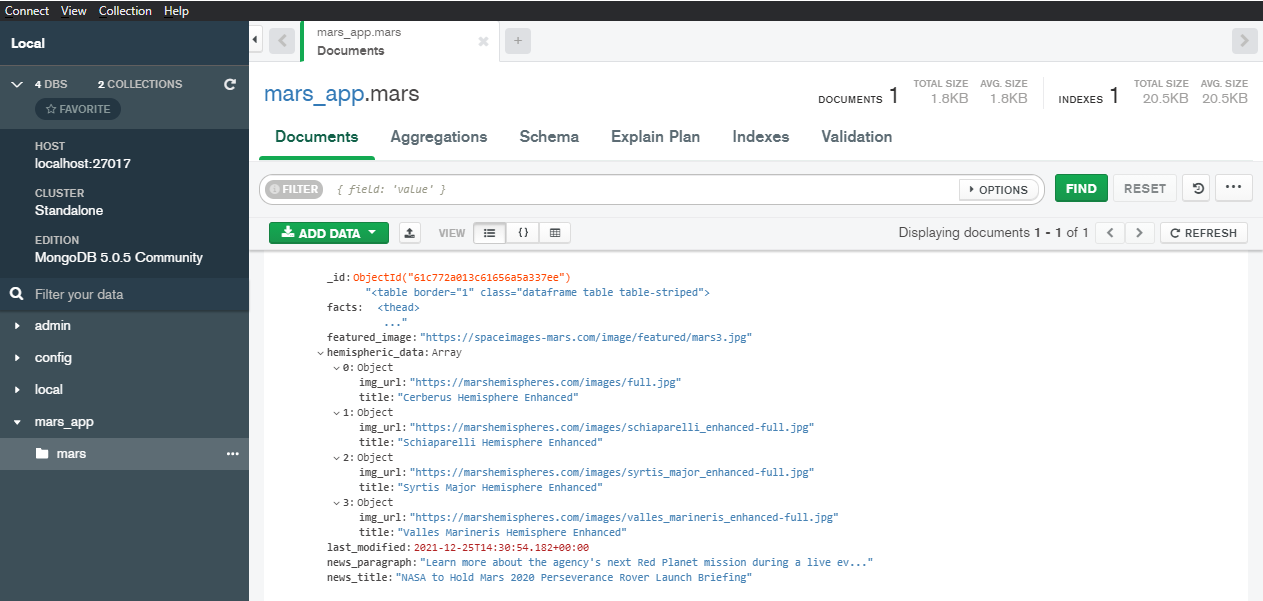 Connect View Collection Help
Local
4 DBS 2 COLLECTIONS
FAVORITE
HOST
localhost:27017
CLUSTER
Standalone
EDITION
MongoDB 5.0.5 Community
Filter your data
admin
config
local
mars_app
mars
mars_app.mars
Documents
mars_app.mars
DOCUMENTS 1
TOTAL SIZE
1.8KB
AVG. SIZE
1.8KB
INDEXES 1
TOTAL SIZE
20.5KB
AVG. SIZE
20.5KB
Documents Aggregations Schema Explain Plan Indexes Validation
FILTER { field: 'value' } OPTIONS FIND RESET
ADD DATA VIEW {} Displaying documents 1 - 1 of 1 REFRESH
_id: ObjectId("61c772a013c61656a5a337ee")
"<table border="1" class="dataframe table table-striped">
facts: <thead>
..."
featured_image: "https://spaceimages-mars.com/image/featured/mars3.jpg"
hemispheric_data: Array
0: Object
img_url: "https://marshemispheres.com/images/full.jpg"
title: "Cerberus Hemisphere Enhanced"
1: Object
img_url: "https://marshemispheres.com/images/schiaparelli_enhanced-full.jpg"
title: "Schiaparelli Hemisphere Enhanced"
2: Object
img_url: "https://marshemispheres.com/images/syrtis_major_enhanced-full.jpg"
title: "Syrtis Major Hemisphere Enhanced"
3: Object
img_url: "https://marshemispheres.com/images/valles_marineris_enhanced-full.jpg"
title: "Valles Marineris Hemisphere Enhanced"
last_modified: 2021-12-25T14:30:54.182+00:00
news_paragraph: "Learn more about the agency's next Red Planet mission during a live ev..."
news_title: "NASA to Hold Mars 2020 Perseverance Rover Launch Briefing"